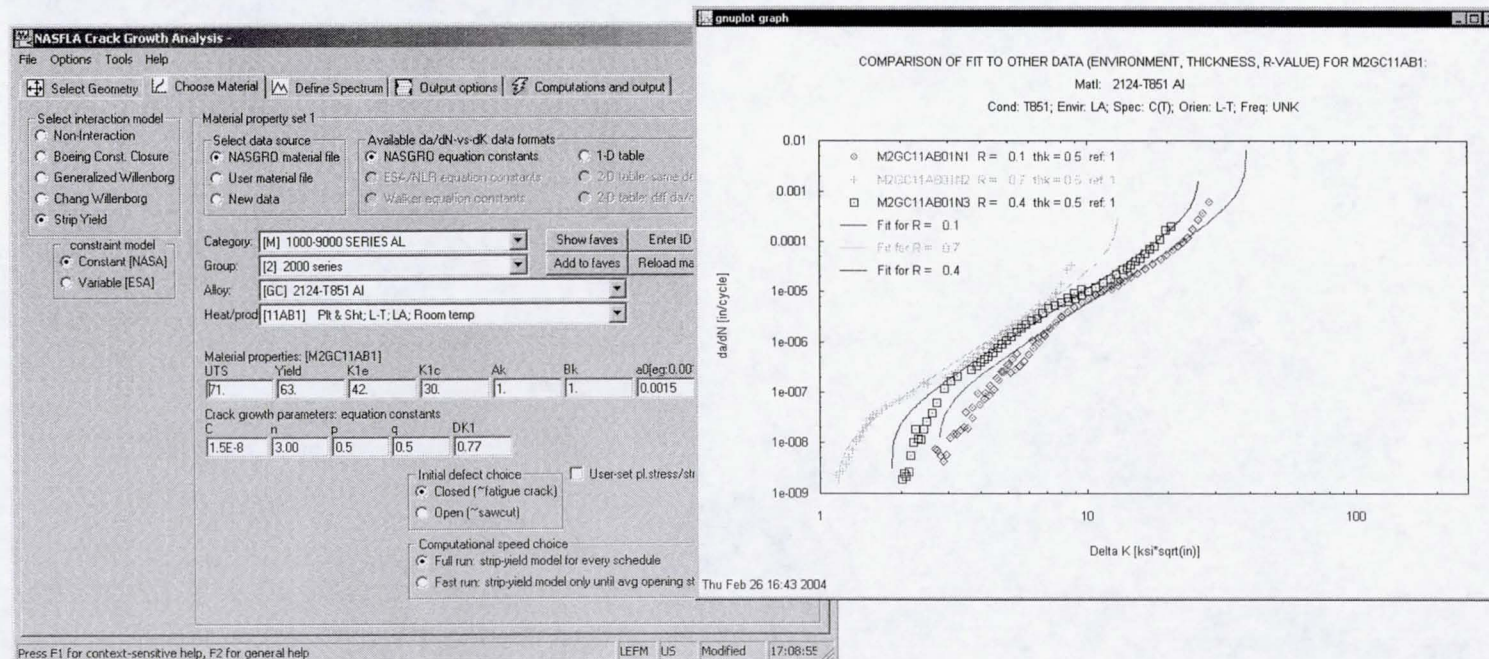 NASFLA Crack Growth Analysis -
File Options Tools Help
Select Geometry Choose Material Define Spectrum Output options Computations and output
Select interaction model
Non-Interaction
Boeing Const. Closure
Generalized Willenborg
Chang Willenborg
Strip Yield
constraint model
Constant [NASA]
Variable [ESA]
Material property set 1
Select data source
NASGRO material file
User material file
New data
Available da/dN-vs-dK data formats
NASGRO equation constants
ESA/NLR equation constants
Walker equation constants
1-D table
2-D table: same
2-D table: diff
Category: [M] 1000-9000 SERIES AL
Group: [2] 2000 series
Alloy: [GC] 2124-T851 Al
Heat/prod [11AB1] Plt & Sht; L-T; LA; Room temp
Show faves Enter ID
Add to faves Reload ma
Material properties: [M2GC11AB1]
UTS Yield K1e K1c Ak Bk a0[eg:0.00
71. 63. 42. 30. 1. 1. 0.0015
Crack growth parameters: equation constants
C n p q DK1
1.5E-8 3.00 0.5 0.5 0.77
Initial defect choice
Closed (~fatigue crack)
Open (~sawcut)
User-set pl.stress/str
Computational speed choice
Full run: strip-yield model for every schedule
Fast run: strip-yield model only until avg opening st
Press F1 for context-sensitive help, F2 for general help
LEFM US Modified 17:08:55
gnuplot graph
COMPARISON OF FIT TO OTHER DATA (ENVIRONMENT, THICKNESS, R-VALUE) FOR M2GC11AB1:
Matl: 2124-T851 Al
Cond: T851; Envir: LA; Spec: C(T); Orien: L-T; Freq: UNK
M2GC11AB01N1 R = 0.1 thk = 0.5 ref: 1
M2GC11AB01N2 R = 0.7 thk = 0.5 ref: 1
M2GC11AB01N3 R = 0.4 thk = 0.5 ref: 1
Fit for R = 0.1
Fit for R = 0.7
Fit for R = 0.4
da/dN [in/cycle]
0.01
0.001
0.0001
1e-005
1e-006
1e-007
1e-008
1e-009
1 10 100
Delta K [ksi*sqrt(in)]
Thu Feb 26 16:43 2004